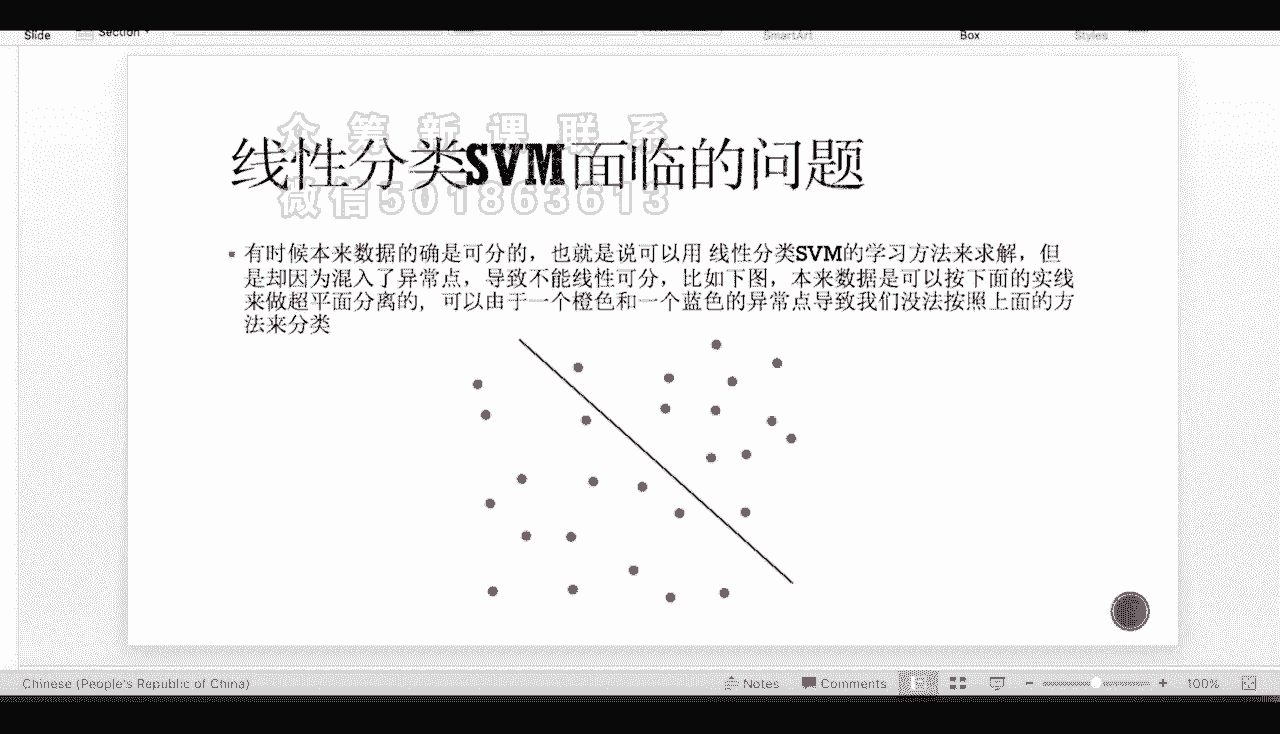 Slide
Section
SmartArt
Box
Styles
众筹新课联系
线性分类SVM面临的问题
微信501863613
有时候本来数据的确是可分的，也就是说可以用 线性分类SVM的学习方法来求解，但
是却因为混入了异常点，导致不能线性可分，比如下图，本来数据是可以按下面的实线
来做超平面分离的，可以由于一个橙色和一个蓝色的异常点导致我们没法按照上面的方
法来分类
Chinese (People's Republic of China)
Notes
Comments
100%